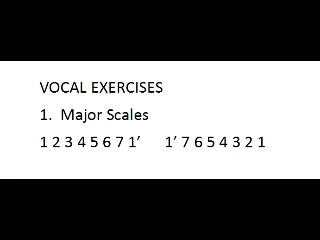 VOCAL EXERCISES
1. Major Scales
1 2 3 4 5 6 7 1’ 1’ 7 6 5 4 3 2 1